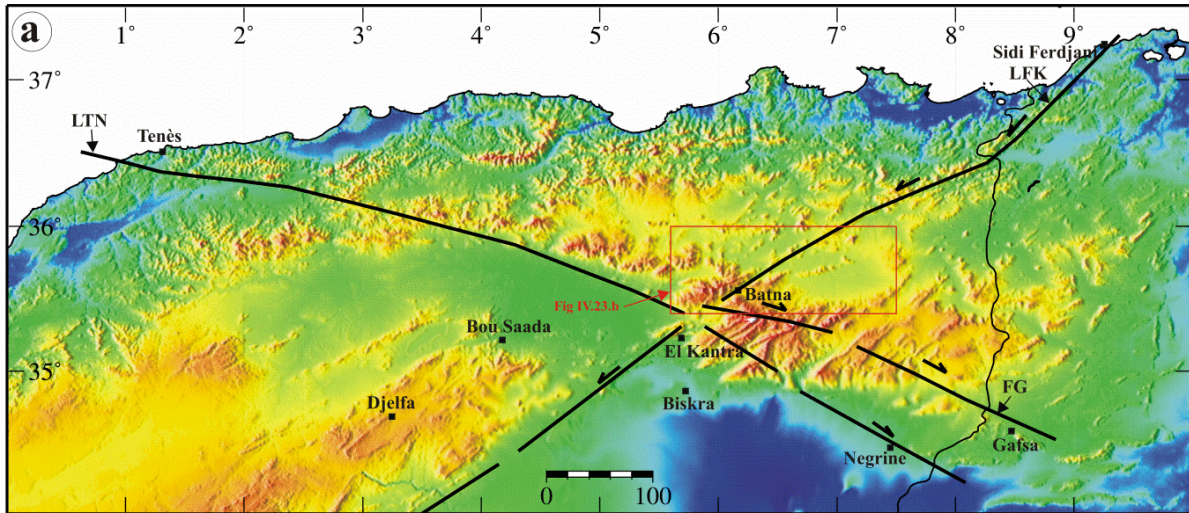 a
1° 2° 3° 4° 5° 6° 7° 8° 9°
Sidi Ferdjani
37°
LFK
LTN
Tenès
36°
Fig IV.23.b
Batna
Bou Saada
El Kantra
35°
Biskra
Djelfa
FG
Gafsa
Negrine
0 100